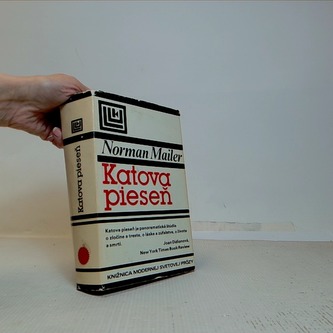 Norman Mailer
Katova
pieseň
Katova pieseň je panoramatická štúdia
o zločine a treste, o láske a zúfalstve, o živote
a smrti.
Joan Didionová,
New York Times Book Review
KNIŽNICA MODERNEJ SVETOVEJ PRÓZY
Katova pieseň